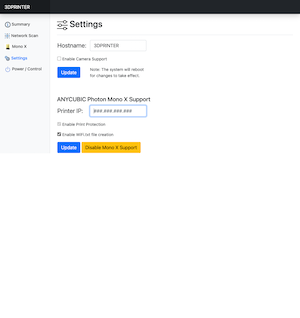 3DPRINTER
Summary
Network Scan
Mono X
Settings
Power / Control
Settings
Hostname: 3DPRINTER
Enable Camera Support
Update
Note: The system will reboot
for changes to take effect.
ANYCUBIC Photon Mono X Support
Printer IP: ###.###.###.###
Enable Print Protection
Enable WiFi txt file creation
Update Disable Mono X Support